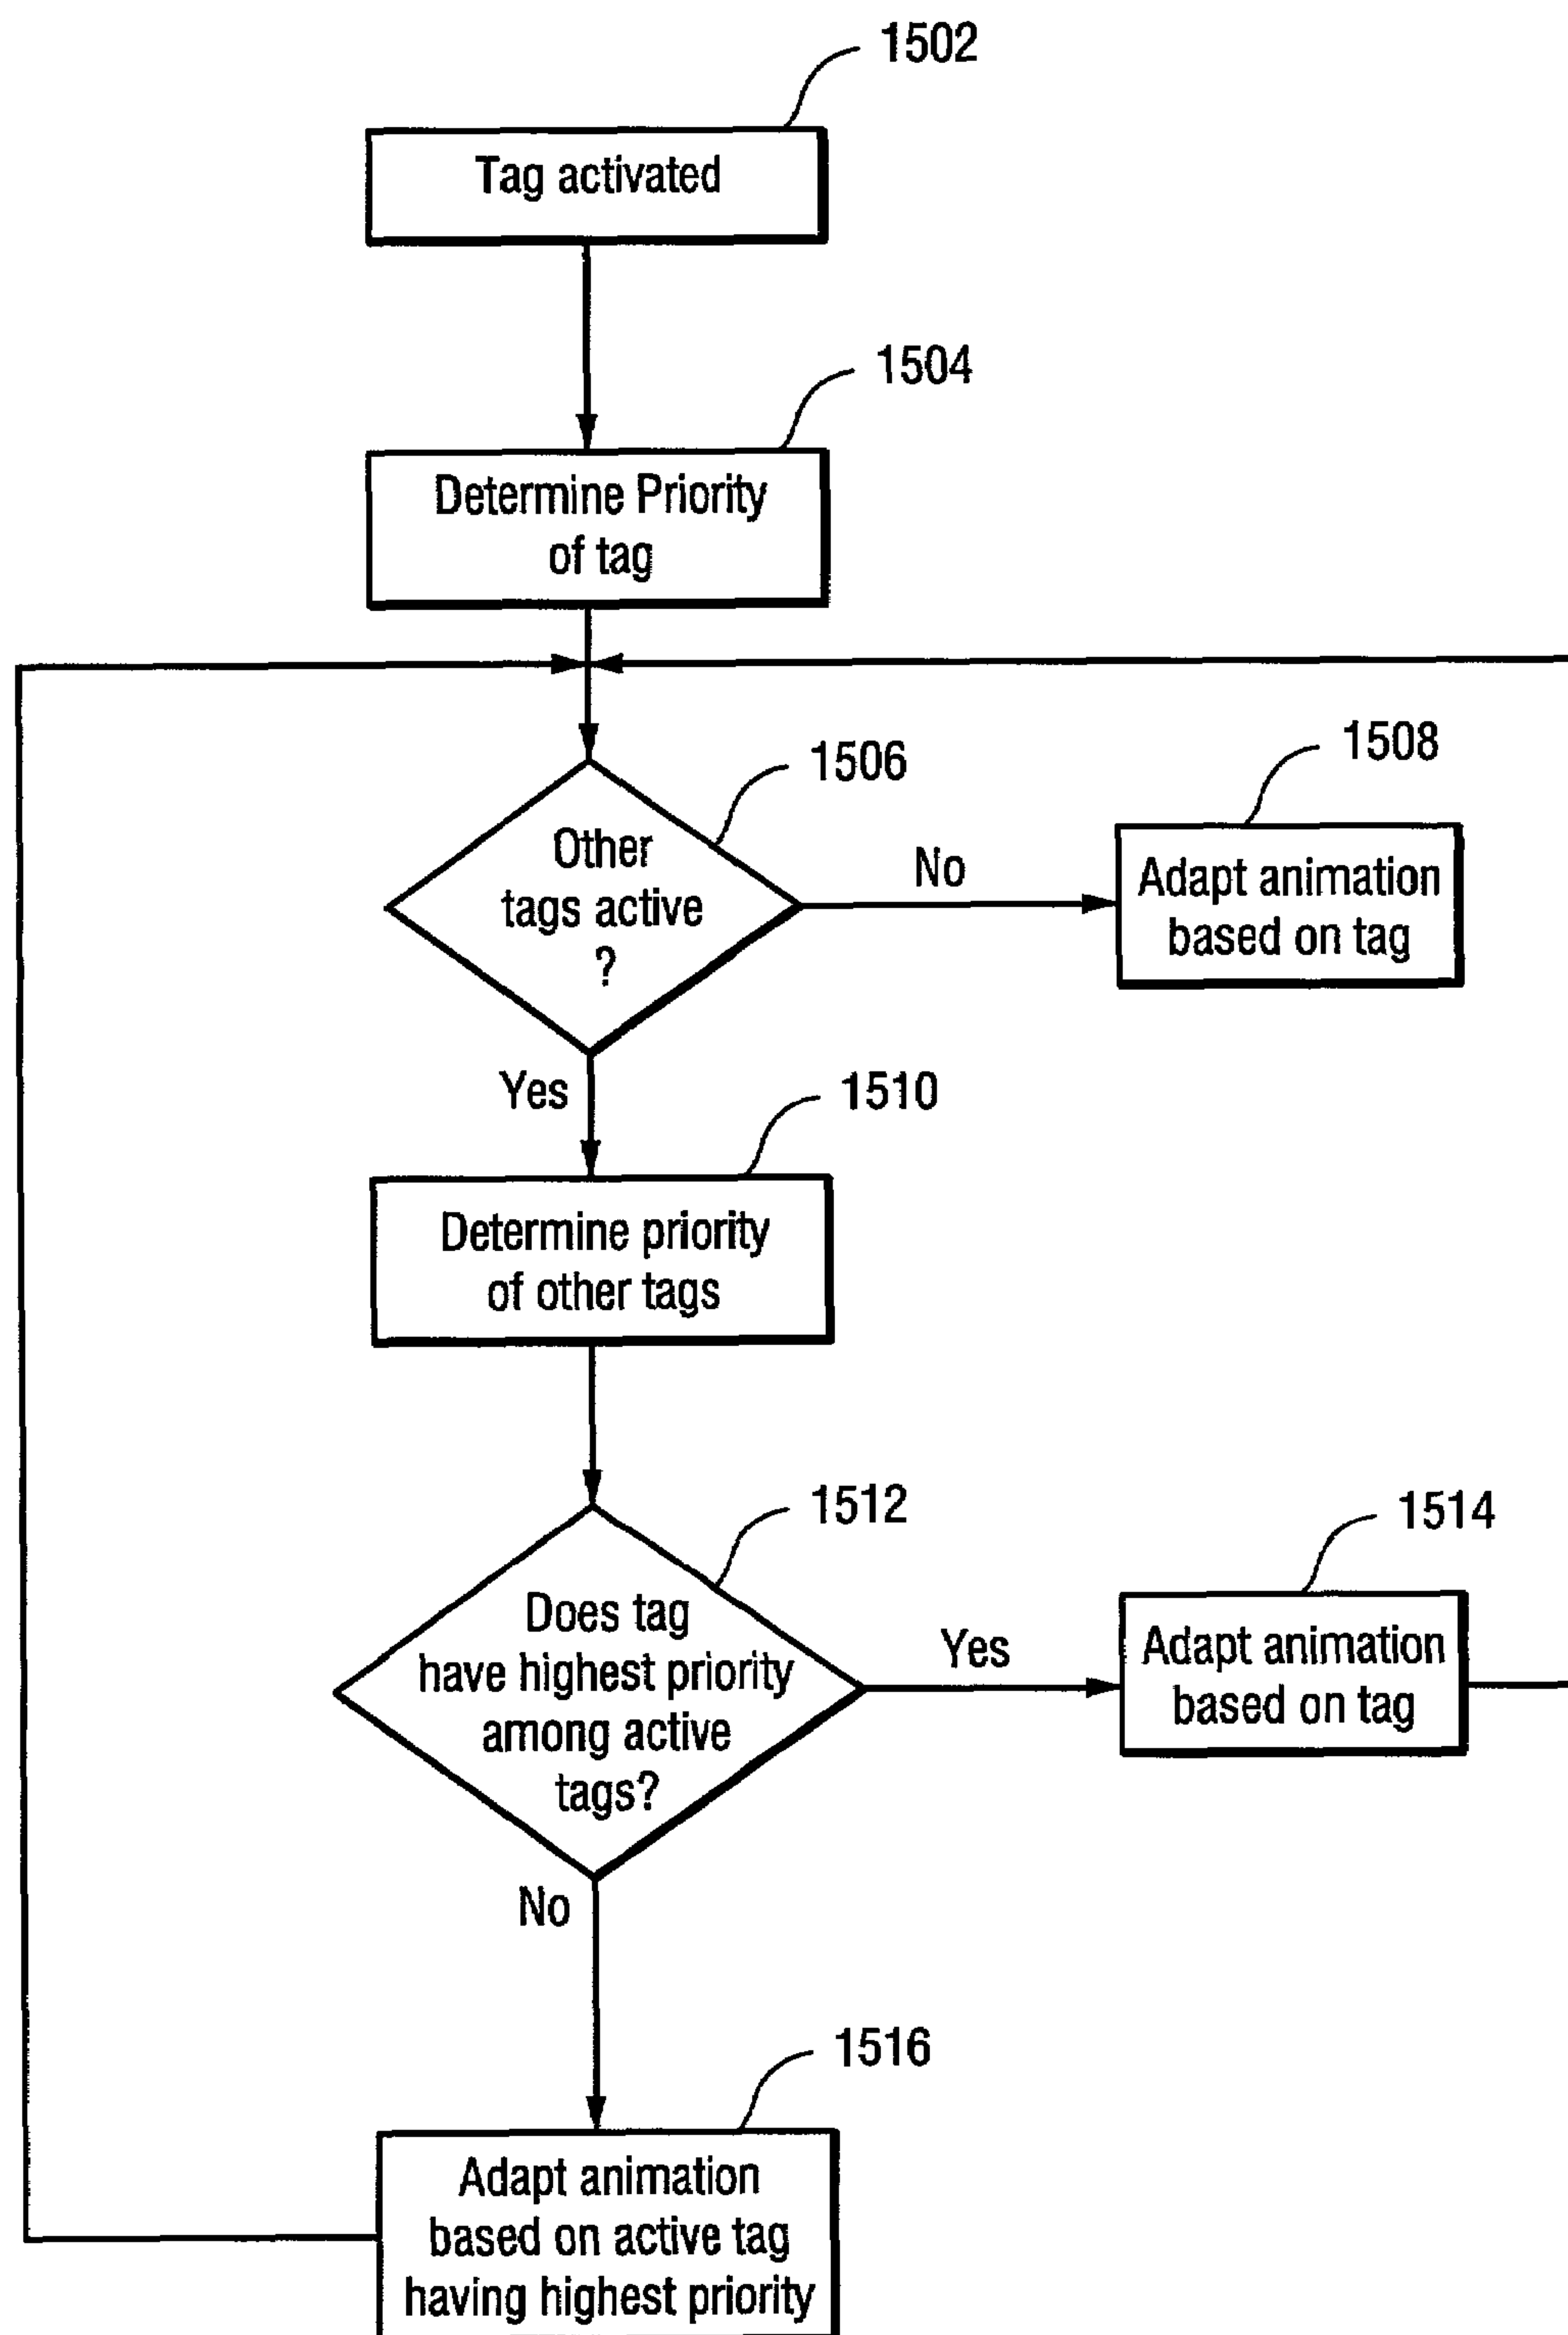 1502
Tag activated
1504
Determine Priority
of tag
1506
Other
tags active
?
No
1508
Adapt animation
based on tag
Yes
1510
Determine priority
of other tags
1512
Does tag
have highest priority
among active
tags?
Yes
1514
Adapt animation
based on tag
No
1516
Adapt animation
based on active tag
having highest priority